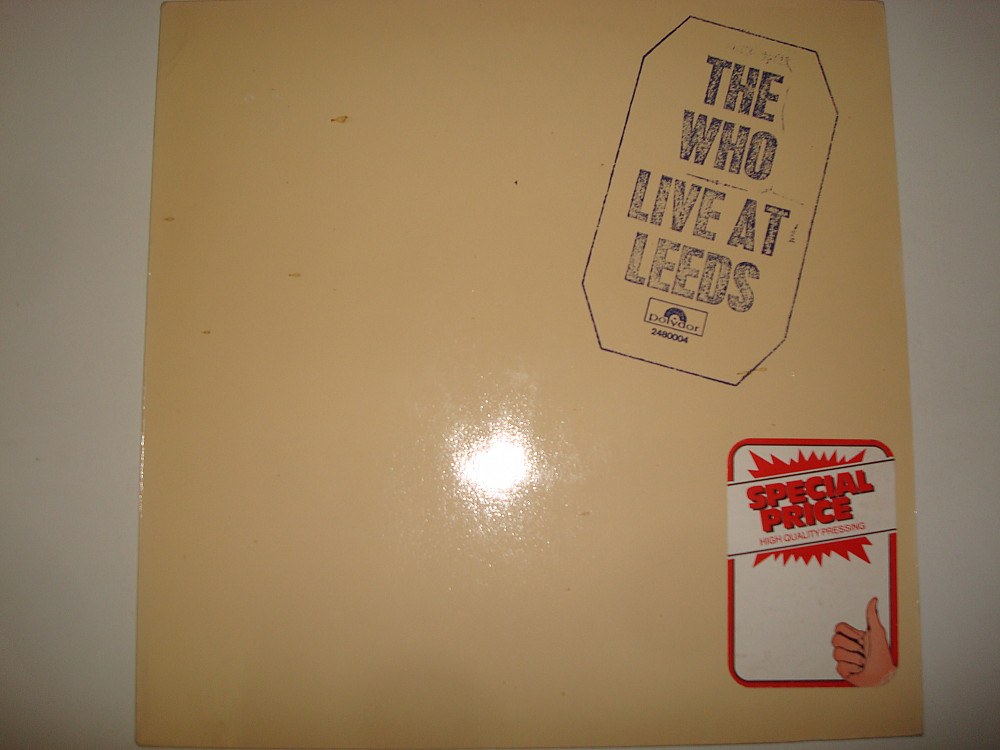 THE
WHO
LIVE AT
LEEDS
polydor
2480004
SPECIAL
PRICE
HIGH QUALITY PRESSING